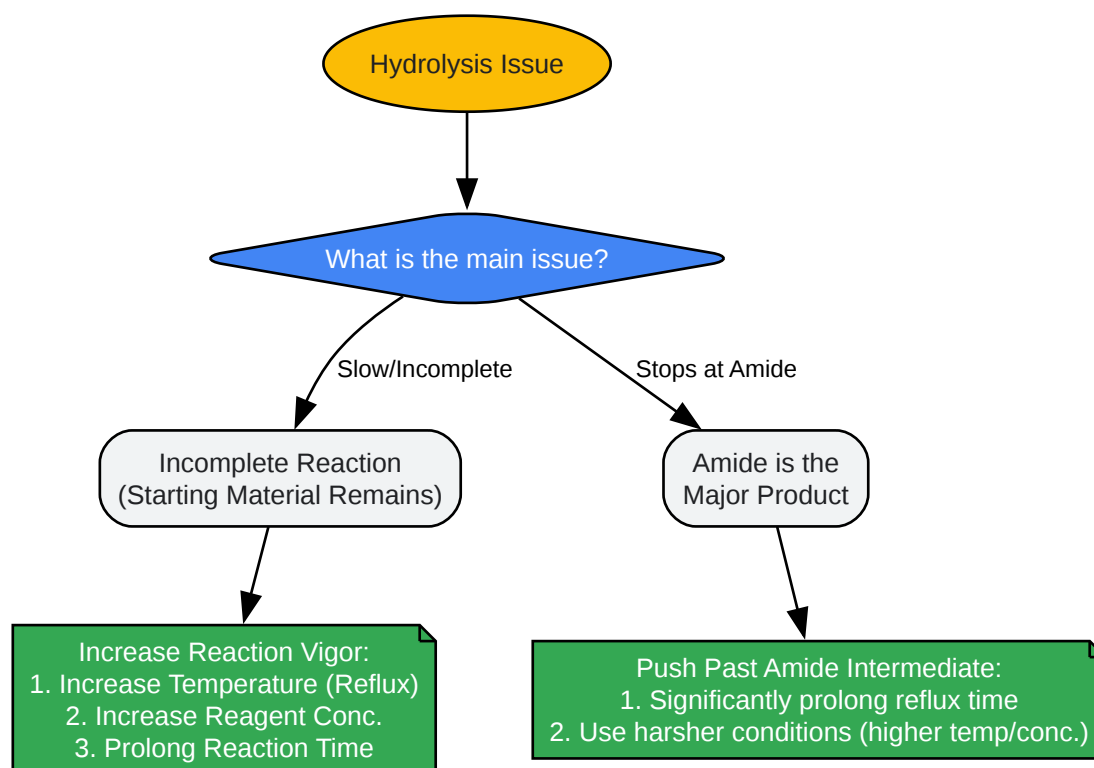 Hydrolysis Issue
What is the main issue?
Slow/Incomplete
Stops at Amide
Incomplete Reaction
(Starting Material Remains)
Amide is the
Major Product
Increase Reaction Vigor:
1. Increase Temperature (Reflux)
2. Increase Reagent Conc.
3. Prolong Reaction Time
Push Past Amide Intermediate:
1. Significantly prolong reflux time
2. Use harsher conditions (higher temp/conc.)